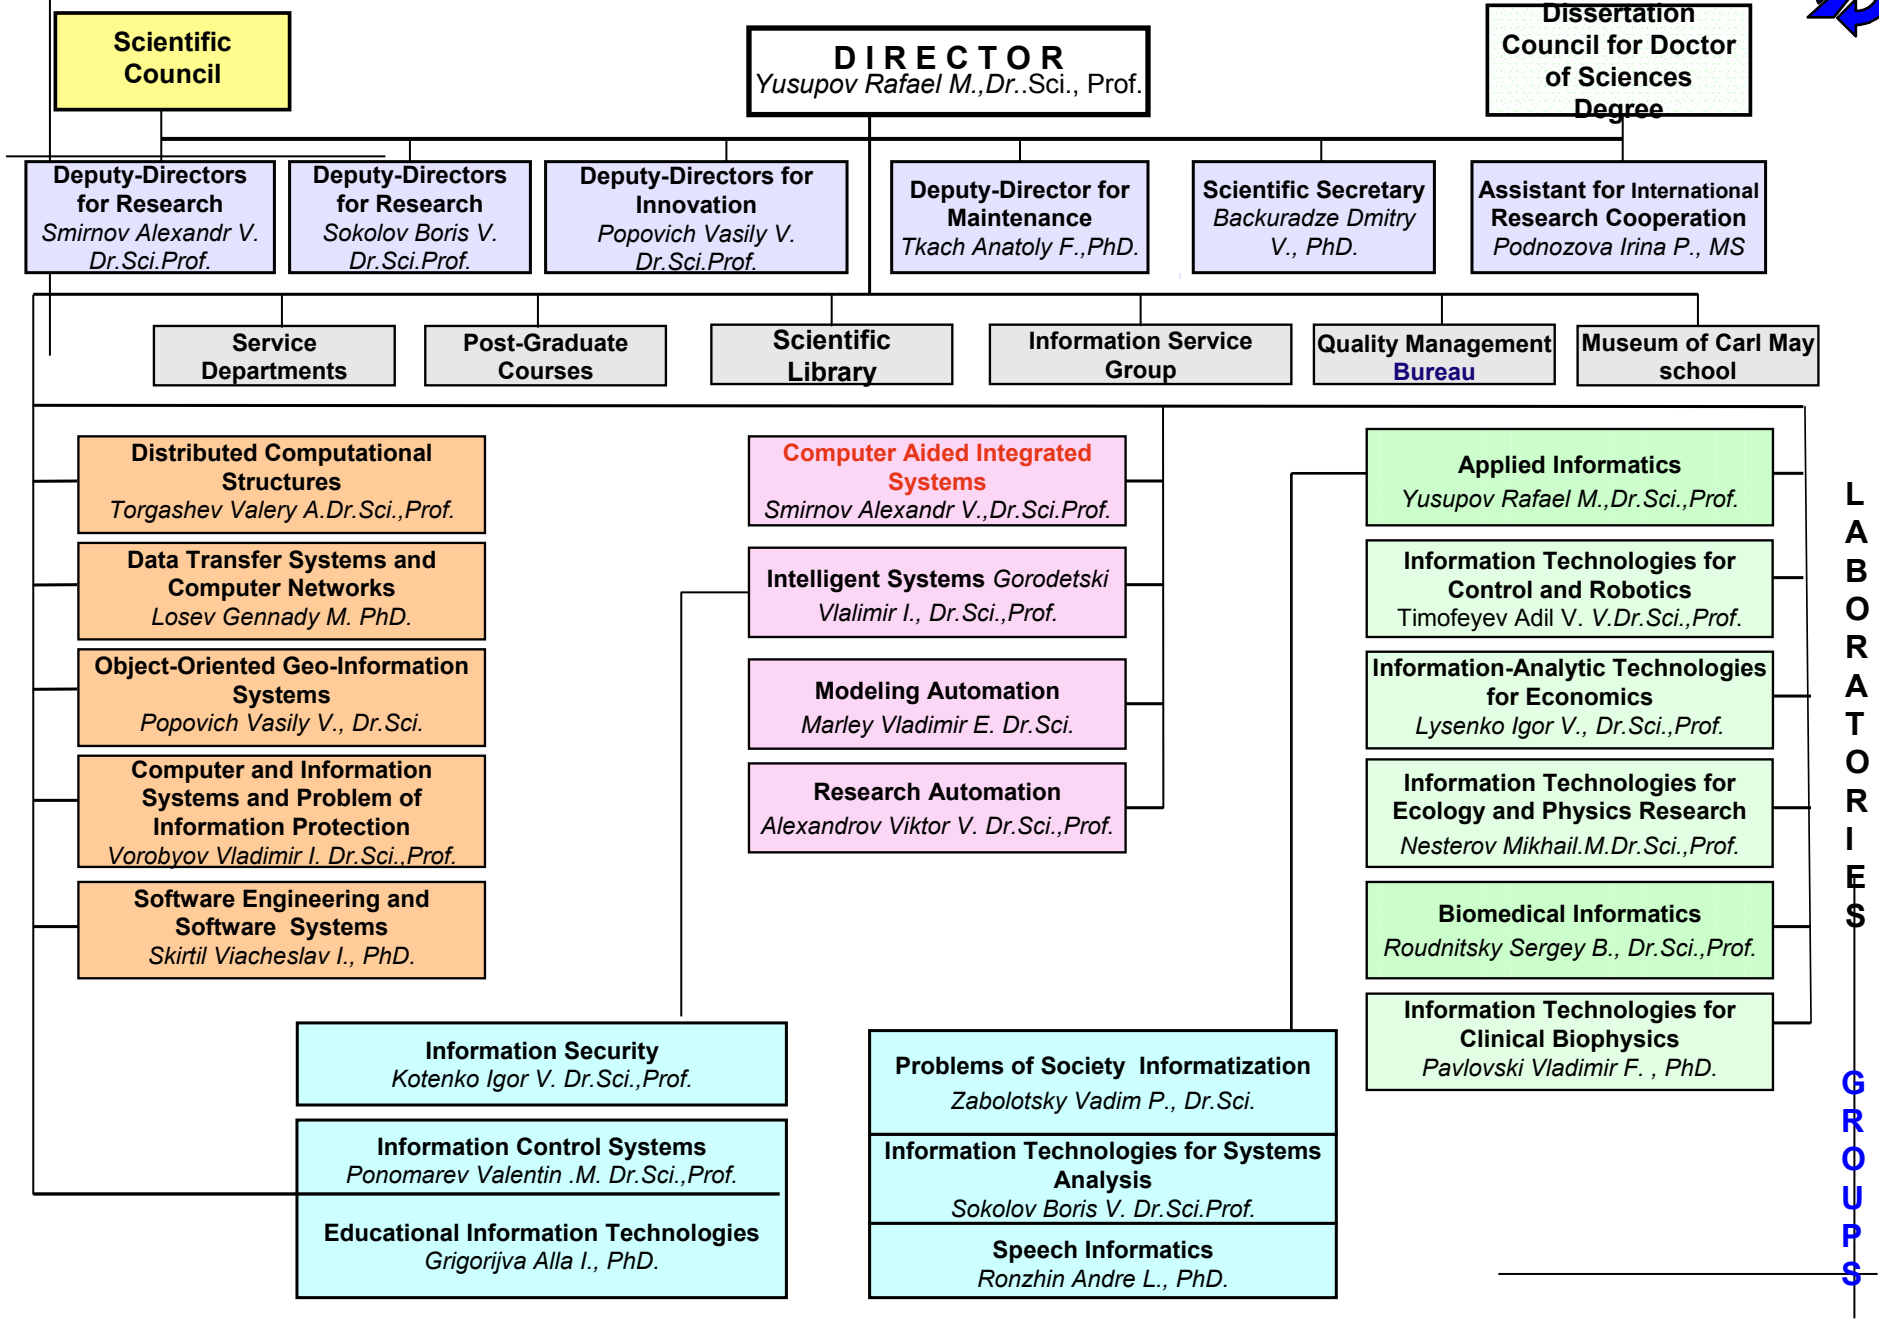 Scientific
Council
DIRECTOR
Yusupov Rafael M.,Dr..Sci., Prof.
Dissertation
Council for Doctor
of Sciences
Degree
Deputy-Directors
for Research
Smirnov Alexandr V.
Dr.Sci.Prof.
Deputy-Directors
for Research
Sokolov Boris V.
Dr.Sci.Prof.
Deputy-Directors for
Innovation
Popovich Vasily V.
Dr.Sci.Prof.
Deputy-Director for
Maintenance
Tkach Anatoly F.,PhD.
Scientific Secretary
Backuradze Dmitry
V., PhD.
Assistant for International
Research Cooperation
Podnozova Irina P., MS
Service
Departments
Post-Graduate
Courses
Scientific
Library
Information Service
Group
Quality Management
Bureau
Museum of Carl May
school
Distributed Computational
Structures
Torgashev Valery A.Dr.Sci.,Prof.
Data Transfer Systems and
Computer Networks
Losev Gennady M. PhD.
Object-Oriented Geo-Information
Systems
Popovich Vasily V., Dr.Sci.
Computer and Information
Systems and Problem of
Information Protection
Vorobyov Vladimir I. Dr.Sci.,Prof.
Software Engineering and
Software Systems
Skirtil Viacheslav I., PhD.
Computer Aided Integrated
Systems
Smirnov Alexandr V.,Dr.Sci.Prof.
Intelligent Systems Gorodetski
Vlalimir I., Dr.Sci.,Prof.
Modeling Automation
Marley Vladimir E. Dr.Sci.
Research Automation
Alexandrov Viktor V. Dr.Sci.,Prof.
Applied Informatics
Yusupov Rafael M.,Dr.Sci.,Prof.
Information Technologies for
Control and Robotics
Timofeyev Adil V. V.Dr.Sci.,Prof.
Information-Analytic Technologies
for Economics
Lysenko Igor V., Dr.Sci.,Prof.
Information Technologies for
Ecology and Physics Research
Nesterov Mikhail.M.Dr.Sci.,Prof.
Biomedical Informatics
Roudnitsky Sergey B., Dr.Sci.,Prof.
Information Technologies for
Clinical Biophysics
Pavlovski Vladimir F. , PhD.
LABORATORIES
Information Security
Kotenko Igor V. Dr.Sci.,Prof.
Information Control Systems
Ponomarev Valentin .M. Dr.Sci.,Prof.
Educational Information Technologies
Grigorijva Alla I., PhD.
Problems of Society Informatization
Zabolotsky Vadim P., Dr.Sci.
Information Technologies for Systems
Analysis
Sokolov Boris V. Dr.Sci.Prof.
Speech Informatics
Ronzhin Andre L., PhD.
GROUPS